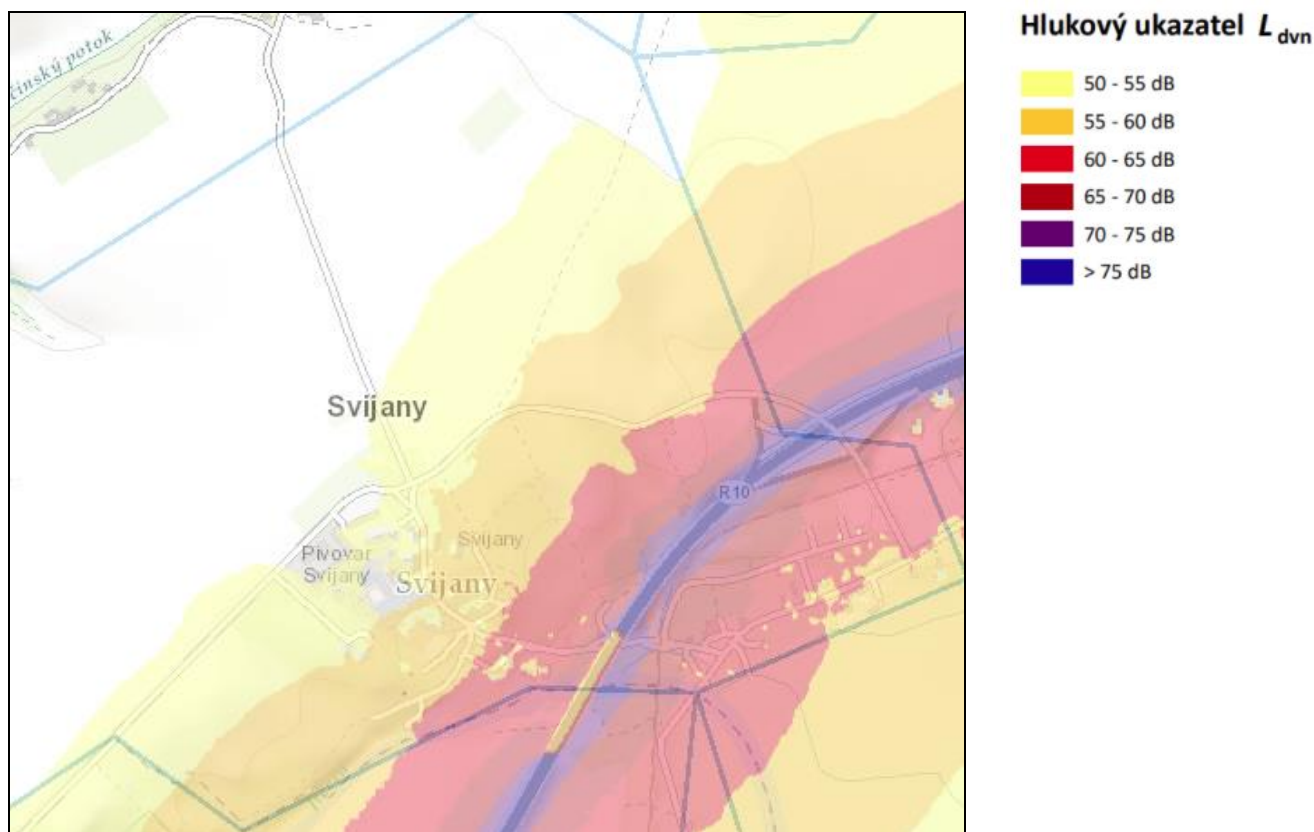 Hlukový ukazatel L dvn
50 - 55 dB
55 - 60 dB
60 - 65 dB
65 - 70 dB
70 - 75 dB
> 75 dB
potok
Svijany
R10
Svijany
Pivovar
Svijany
Svijany